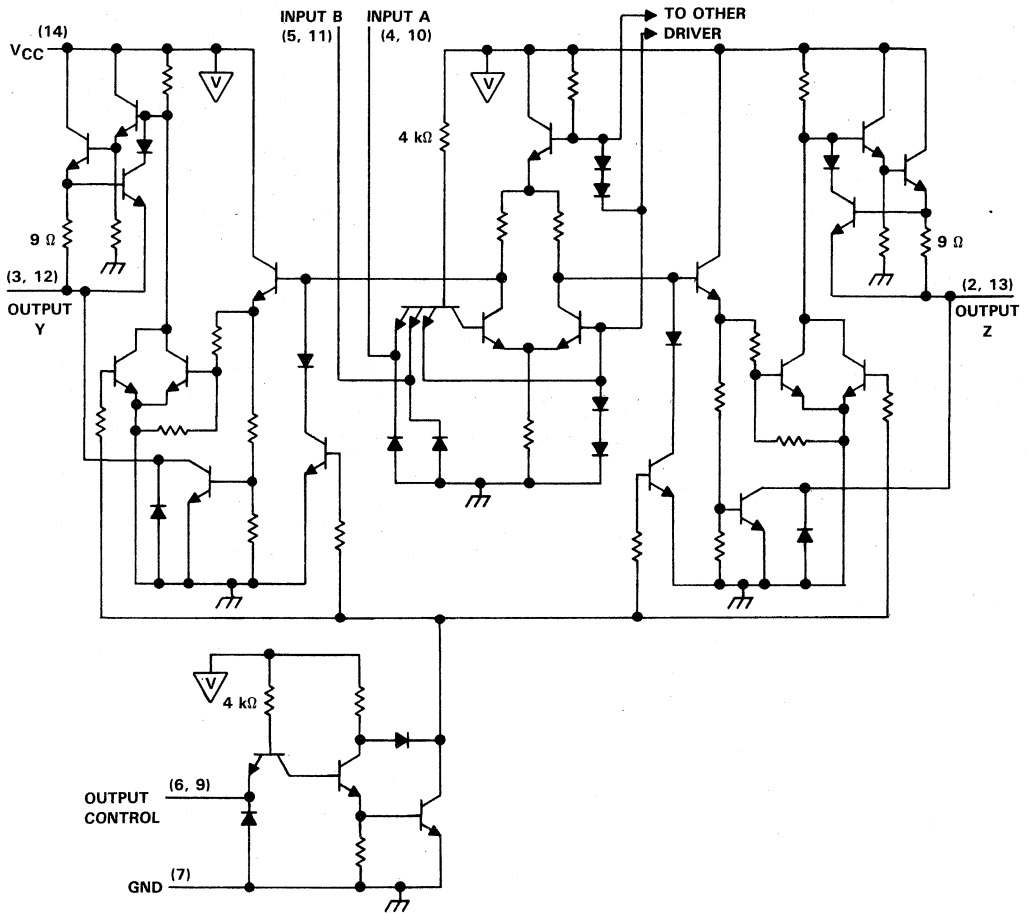 (14)
VCC
INPUT B
(5, 11)
INPUT A
(4, 10)
TO OTHER
DRIVER
V
V
4 kΩ
9 Ω
9 Ω
(3, 12)
OUTPUT
Y
(2, 13)
OUTPUT
Z
V
4 kΩ
(6, 9)
OUTPUT
CONTROL
GND (7)